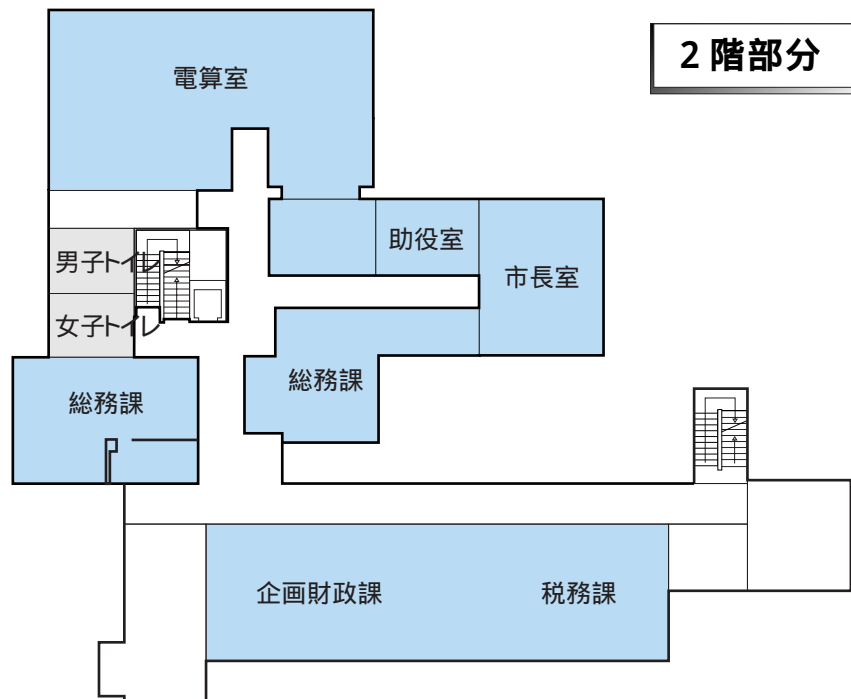 2階部分
電算室
助役室
市長室
男子トイレ
女子トイレ
総務課
総務課
企画財政課
税務課